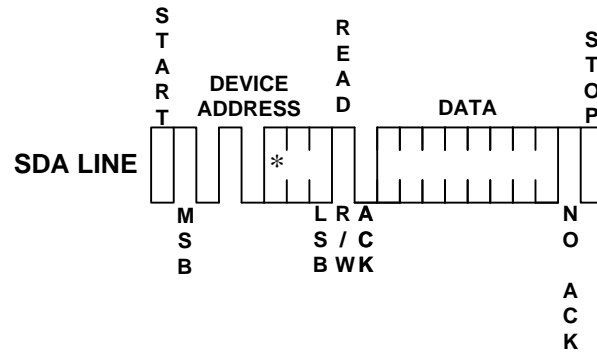 START
DEVICE
ADDRESS
READ
DATA
STOP
SDA LINE
*
MSB
LSB
R/W
ACK
NO ACK